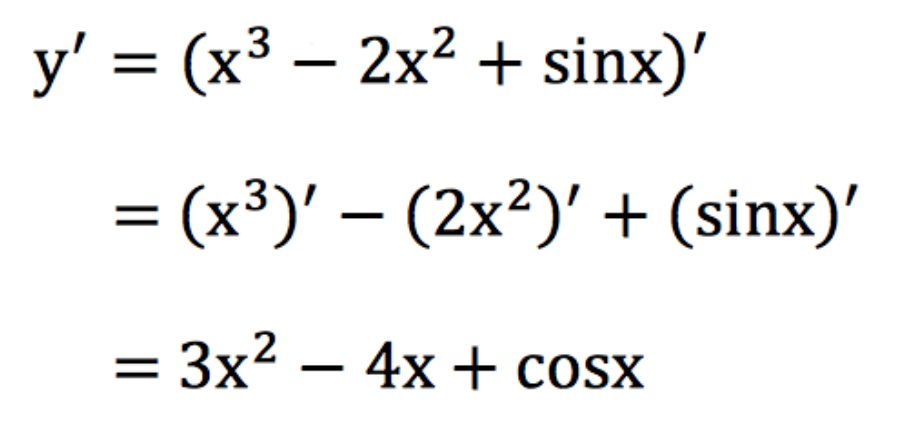 y′ = (x³ − 2x² + sinx)′
= (x³)′ − (2x²)′ + (sinx)′
= 3x² − 4x + cosx